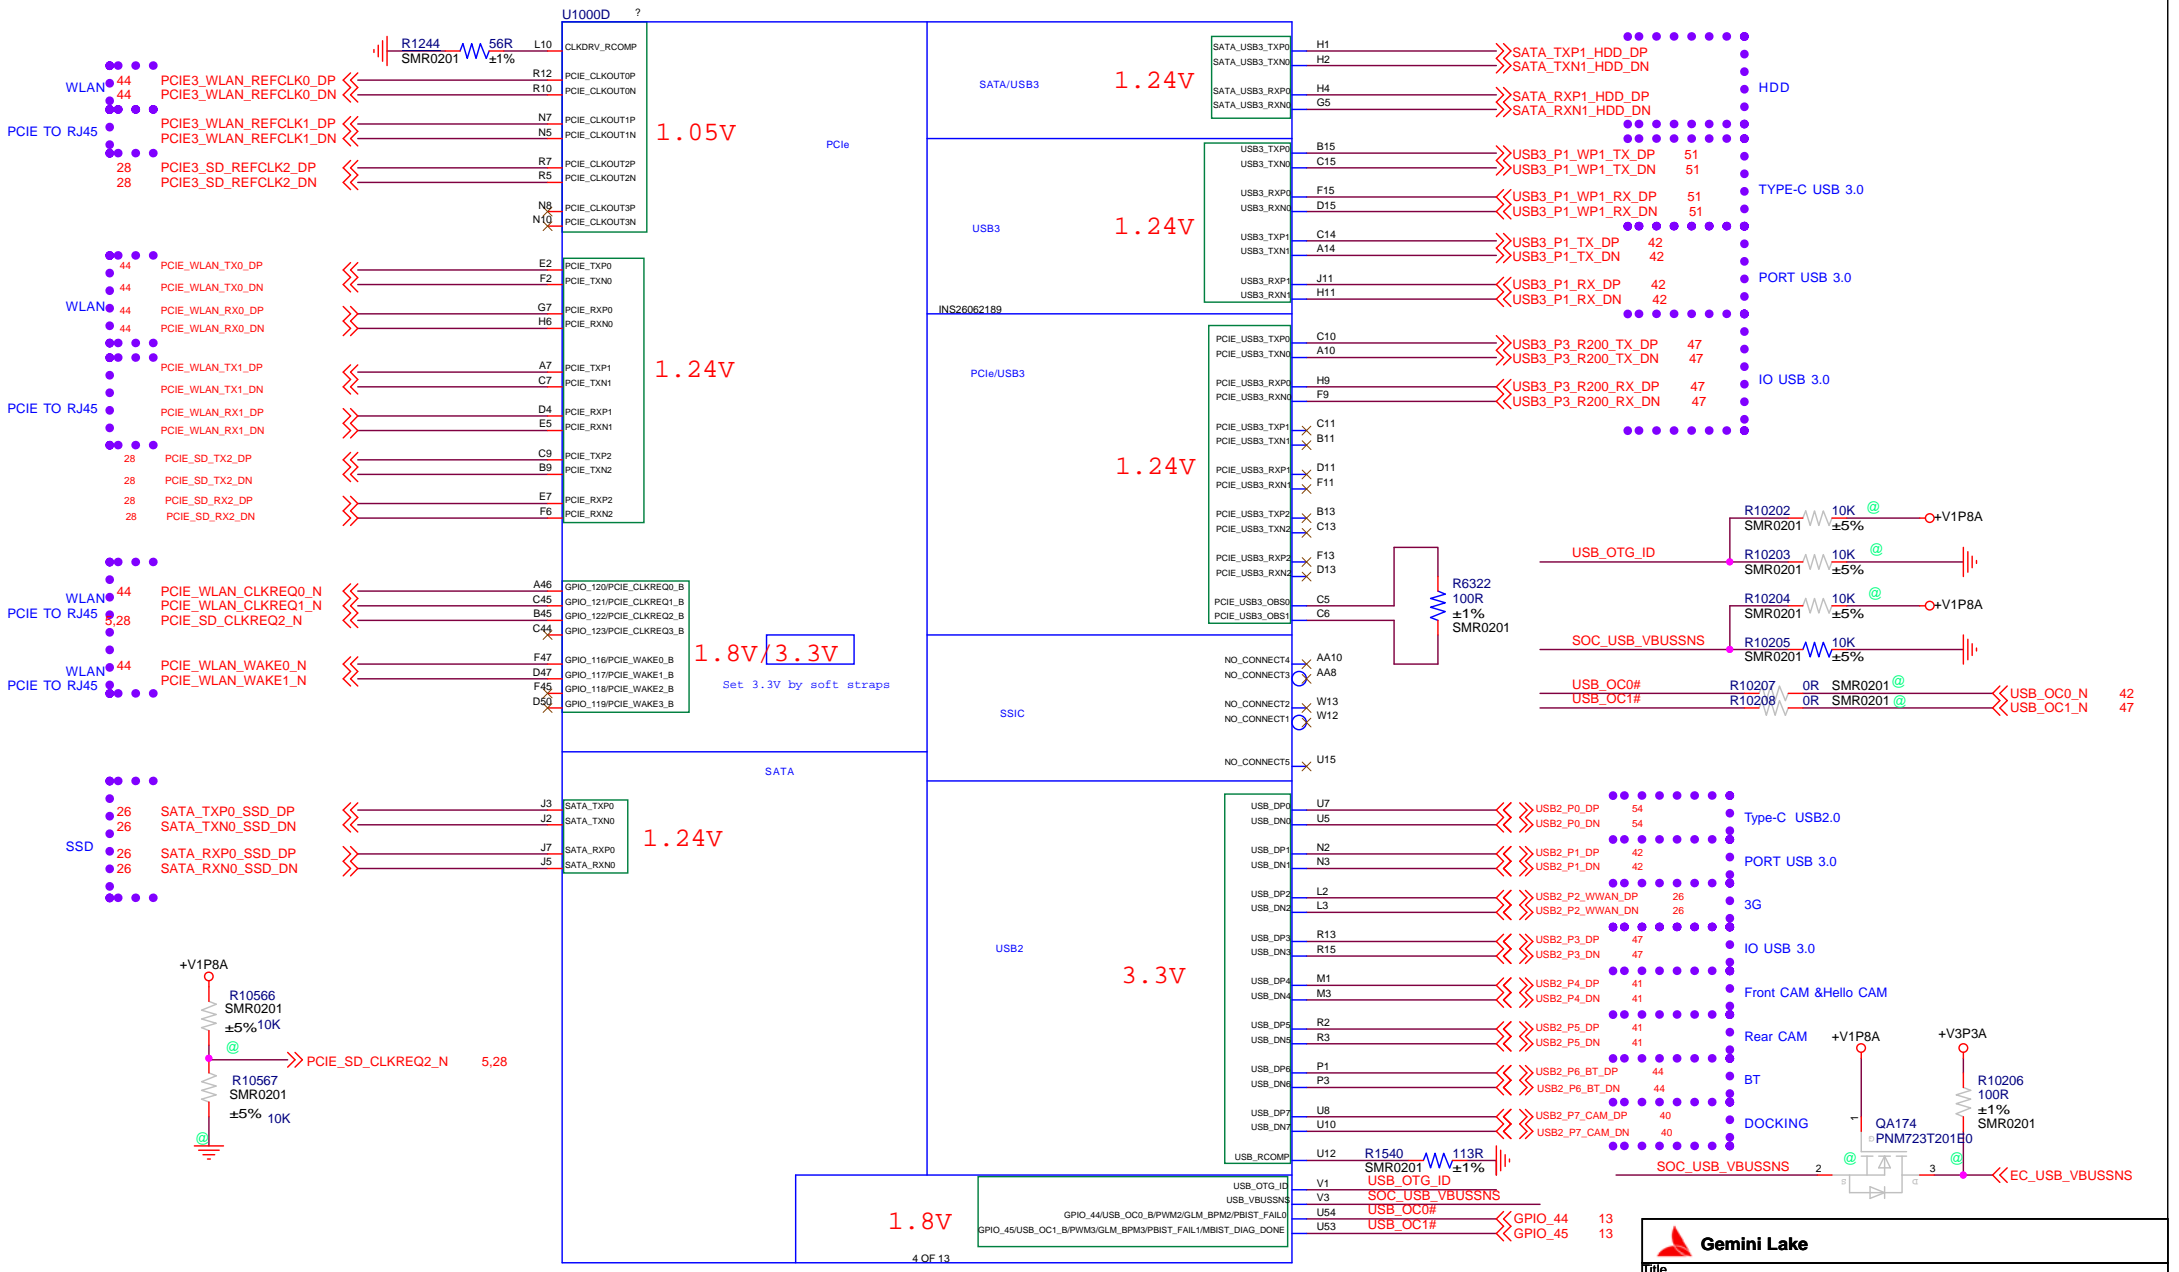 U1000D ?
R1244 56R L10 CLKDRV_RCOMP
SMR0201 ±1%
WLAN
44 PCIE3_WLAN_REFCLK0_DP R12 PCIE_CLKOUT0P
44 PCIE3_WLAN_REFCLK0_DN R10 PCIE_CLKOUT0N
PCIE TO RJ45
PCIE3_WLAN_REFCLK1_DP N7 PCIE_CLKOUT1P
PCIE3_WLAN_REFCLK1_DN N5 PCIE_CLKOUT1N
28 PCIE3_SD_REFCLK2_DP R7 PCIE_CLKOUT2P
28 PCIE3_SD_REFCLK2_DN R5 PCIE_CLKOUT2N
N8 PCIE_CLKOUT3P
N10 PCIE_CLKOUT3N
1.05V
PCIe
WLAN
44 PCIE_WLAN_TX0_DP E2 PCIE_TXP0
44 PCIE_WLAN_TX0_DN F2 PCIE_TXN0
44 PCIE_WLAN_RX0_DP G7 PCIE_RXP0
44 PCIE_WLAN_RX0_DN H6 PCIE_RXN0
PCIE TO RJ45
PCIE_WLAN_TX1_DP A7 PCIE_TXP1
PCIE_WLAN_TX1_DN C7 PCIE_TXN1
PCIE_WLAN_RX1_DP D4 PCIE_RXP1
PCIE_WLAN_RX1_DN E5 PCIE_RXN1
28 PCIE_SD_TX2_DP C9 PCIE_TXP2
28 PCIE_SD_TX2_DN B9 PCIE_TXN2
28 PCIE_SD_RX2_DP E7 PCIE_RXP2
28 PCIE_SD_RX2_DN F6 PCIE_RXN2
1.24V
WLAN
PCIE TO RJ45
44 PCIE_WLAN_CLKREQ0_N A46 GPIO_120/PCIE_CLKREQ0_B
PCIE_WLAN_CLKREQ1_N C45 GPIO_121/PCIE_CLKREQ1_B
5,28 PCIE_SD_CLKREQ2_N B45 GPIO_122/PCIE_CLKREQ2_B
C44 GPIO_123/PCIE_CLKREQ3_B
WLAN
PCIE TO RJ45
44 PCIE_WLAN_WAKE0_N F47 GPIO_116/PCIE_WAKE0_B
PCIE_WLAN_WAKE1_N D47 GPIO_117/PCIE_WAKE1_B
F45 GPIO_118/PCIE_WAKE2_B
D50 GPIO_119/PCIE_WAKE3_B
1.8V/3.3V
Set 3.3V by soft straps
SATA
SSD
26 SATA_TXP0_SSD_DP J3 SATA_TXP0
26 SATA_TXN0_SSD_DN J2 SATA_TXN0
26 SATA_RXP0_SSD_DP J7 SATA_RXP0
26 SATA_RXN0_SSD_DN J5 SATA_RXN0
1.24V
+V1P8A
R10566
SMR0201
±5% 10K
@
PCIE_SD_CLKREQ2_N 5,28
R10567
SMR0201
±5% 10K
@
SATA/USB3
1.24V
SATA_USB3_TXP0 H1 SATA_TXP1_HDD_DP
SATA_USB3_TXN0 H2 SATA_TXN1_HDD_DN
SATA_USB3_RXP0 H4 SATA_RXP1_HDD_DP
SATA_USB3_RXN0 G5 SATA_RXN1_HDD_DN
HDD
USB3
1.24V
USB3_TXP0 B15 USB3_P1_WP1_TX_DP 51
USB3_TXN0 C15 USB3_P1_WP1_TX_DN 51
USB3_RXP0 F15 USB3_P1_WP1_RX_DP 51
USB3_RXN0 D15 USB3_P1_WP1_RX_DN 51
TYPE-C USB 3.0
USB3_TXP1 C14 USB3_P1_TX_DP 42
USB3_TXN1 A14 USB3_P1_TX_DN 42
USB3_RXP1 J11 USB3_P1_RX_DP 42
USB3_RXN1 H11 USB3_P1_RX_DN 42
PORT USB 3.0
INS26062189
PCIe/USB3
1.24V
PCIE_USB3_TXP0 C10 USB3_P3_R200_TX_DP 47
PCIE_USB3_TXN0 A10 USB3_P3_R200_TX_DN 47
PCIE_USB3_RXP0 H9 USB3_P3_R200_RX_DP 47
PCIE_USB3_RXN0 F9 USB3_P3_R200_RX_DN 47
IO USB 3.0
PCIE_USB3_TXP1 C11
PCIE_USB3_TXN1 B11
PCIE_USB3_RXP1 D11
PCIE_USB3_RXN1 F11
PCIE_USB3_TXP2 B13
PCIE_USB3_TXN2 C13
PCIE_USB3_RXP2 F13
PCIE_USB3_RXN2 D13
PCIE_USB3_OBS0 C5
PCIE_USB3_OBS1 C6
R6322
100R
±1%
SMR0201
SSIC
NO_CONNECT4 AA10
NO_CONNECT3 AA8
NO_CONNECT2 W13
NO_CONNECT1 W12
NO_CONNECT5 U15
R10202 10K @
SMR0201 ±5% +V1P8A
USB_OTG_ID
R10203 10K @
SMR0201 ±5%
R10204 10K @
SMR0201 ±5% +V1P8A
SOC_USB_VBUSSNS
R10205 10K
SMR0201 ±5%
USB_OC0# R10207 0R SMR0201 @ USB_OC0_N 42
USB_OC1# R10208 0R SMR0201 @ USB_OC1_N 47
USB2
3.3V
USB_DP0 U7 USB2_P0_DP 54
USB_DN0 U5 USB2_P0_DN 54
Type-C USB2.0
USB_DP1 N2 USB2_P1_DP 42
USB_DN1 N3 USB2_P1_DN 42
PORT USB 3.0
USB_DP2 L2 USB2_P2_WWAN_DP 26
USB_DN2 L3 USB2_P2_WWAN_DN 26
3G
USB_DP3 R13 USB2_P3_DP 47
USB_DN3 R15 USB2_P3_DN 47
IO USB 3.0
USB_DP4 M1 USB2_P4_DP 41
USB_DN4 M3 USB2_P4_DN 41
Front CAM &Hello CAM
USB_DP5 R2 USB2_P5_DP 41
USB_DN5 R3 USB2_P5_DN 41
Rear CAM
USB_DP6 P1 USB2_P6_BT_DP 44
USB_DN6 P3 USB2_P6_BT_DN 44
BT
USB_DP7 U8 USB2_P7_CAM_DP 40
USB_DN7 U10 USB2_P7_CAM_DN 40
DOCKING
USB_RCOMP U12 R1540 113R
SMR0201 ±1%
1.8V
USB_OTG_ID V1 USB_OTG_ID
USB_VBUSSNS V3 SOC_USB_VBUSSNS
GPIO_44/USB_OC0_B/PWM2/GLM_BPM2/PBIST_FAIL0 U54 USB_OC0# GPIO_44 13
GPIO_45/USB_OC1_B/PWM3/GLM_BPM3/PBIST_FAIL1/MBIST_DIAG_DONE U53 USB_OC1# GPIO_45 13
4 OF 13
+V1P8A +V3P3A
R10206
100R
±1%
SMR0201
1 QA174
PNM723T201E0
@ @
SOC_USB_VBUSSNS 2 3 EC_USB_VBUSSNS
Gemini Lake
Title